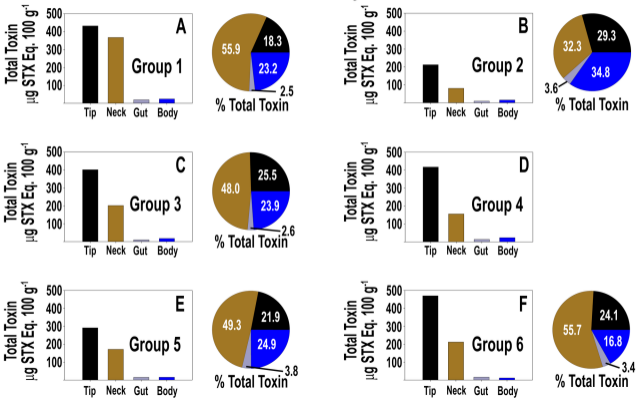 A
Total Toxin
µg STX Eq. 100 g-1
500
400
300
200
100
Group 1
Tip Neck Gut Body
55.9
18.3
23.2
2.5
% Total Toxin
B
Total Toxin
µg STX Eq. 100 g-1
500
400
300
200
100
Group 2
Tip Neck Gut Body
32.3
29.3
34.8
3.6
% Total Toxin
C
Total Toxin
µg STX Eq. 100 g-1
500
400
300
200
100
Group 3
Tip Neck Gut Body
48.0
25.5
23.9
2.6
% Total Toxin
D
Total Toxin
µg STX Eq. 100 g-1
500
400
300
200
100
Group 4
Tip Neck Gut Body
E
Total Toxin
µg STX Eq. 100 g-1
500
400
300
200
100
Group 5
Tip Neck Gut Body
49.3
21.9
24.9
3.8
% Total Toxin
F
Total Toxin
µg STX Eq. 100 g-1
500
400
300
200
100
Group 6
Tip Neck Gut Body
55.7
24.1
16.8
3.4
% Total Toxin